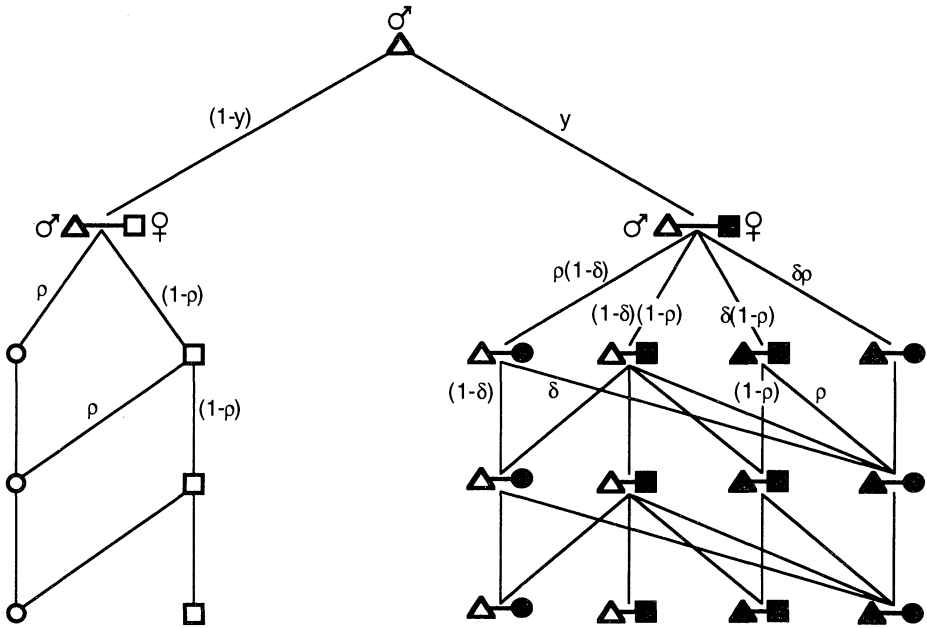 ♂
(1-y) y
♂ ♀ ♂ ♀
ρ (1-ρ) ρ(1-δ) (1-δ)(1-ρ) δ(1-ρ) δρ
ρ (1-ρ) (1-δ) δ (1-ρ) ρ